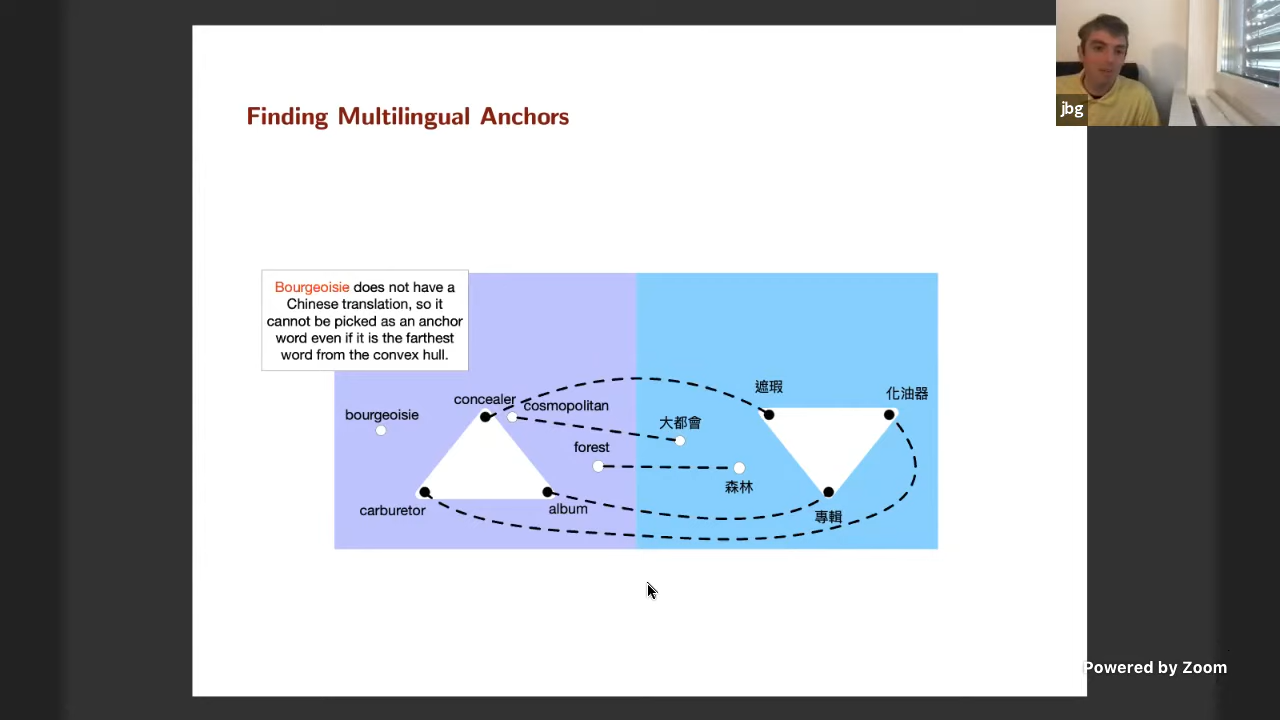 jbg
Finding Multilingual Anchors
Bourgeoisie does not have a
Chinese translation, so it
cannot be picked as an anchor
word even if it is the farthest
word from the convex hull.
bourgeoisie
concealer
cosmopolitan
forest
carburetor
album
遮瑕
化油器
大都會
森林
專輯
Powered by Zoom